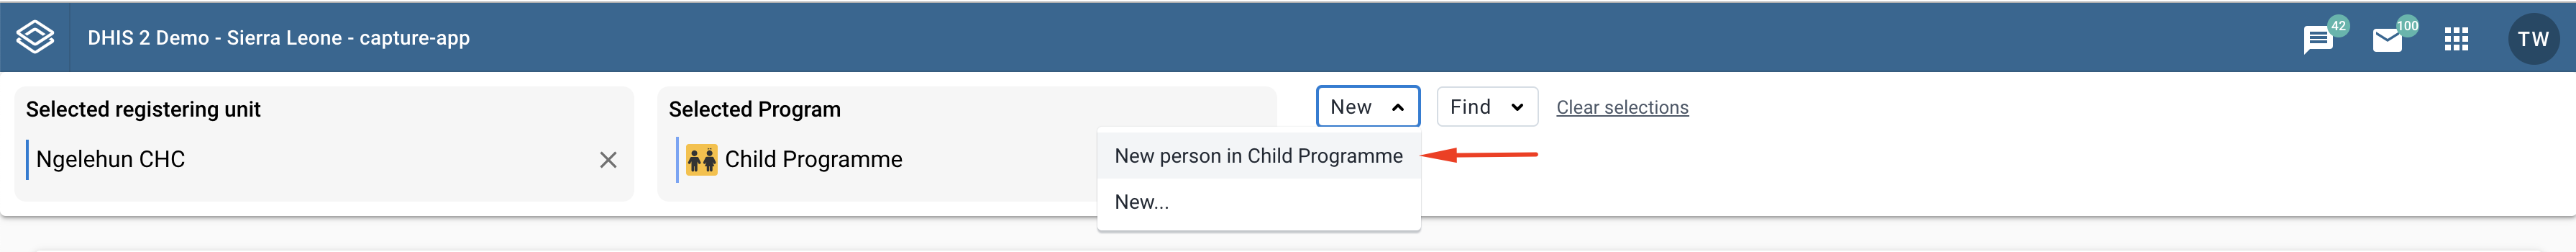 DHIS 2 Demo - Sierra Leone - capture-app
42
100
TW
Selected registering unit
Ngelehun CHC
Selected Program
Child Programme
New
Find
Clear selections
New person in Child Programme
New...